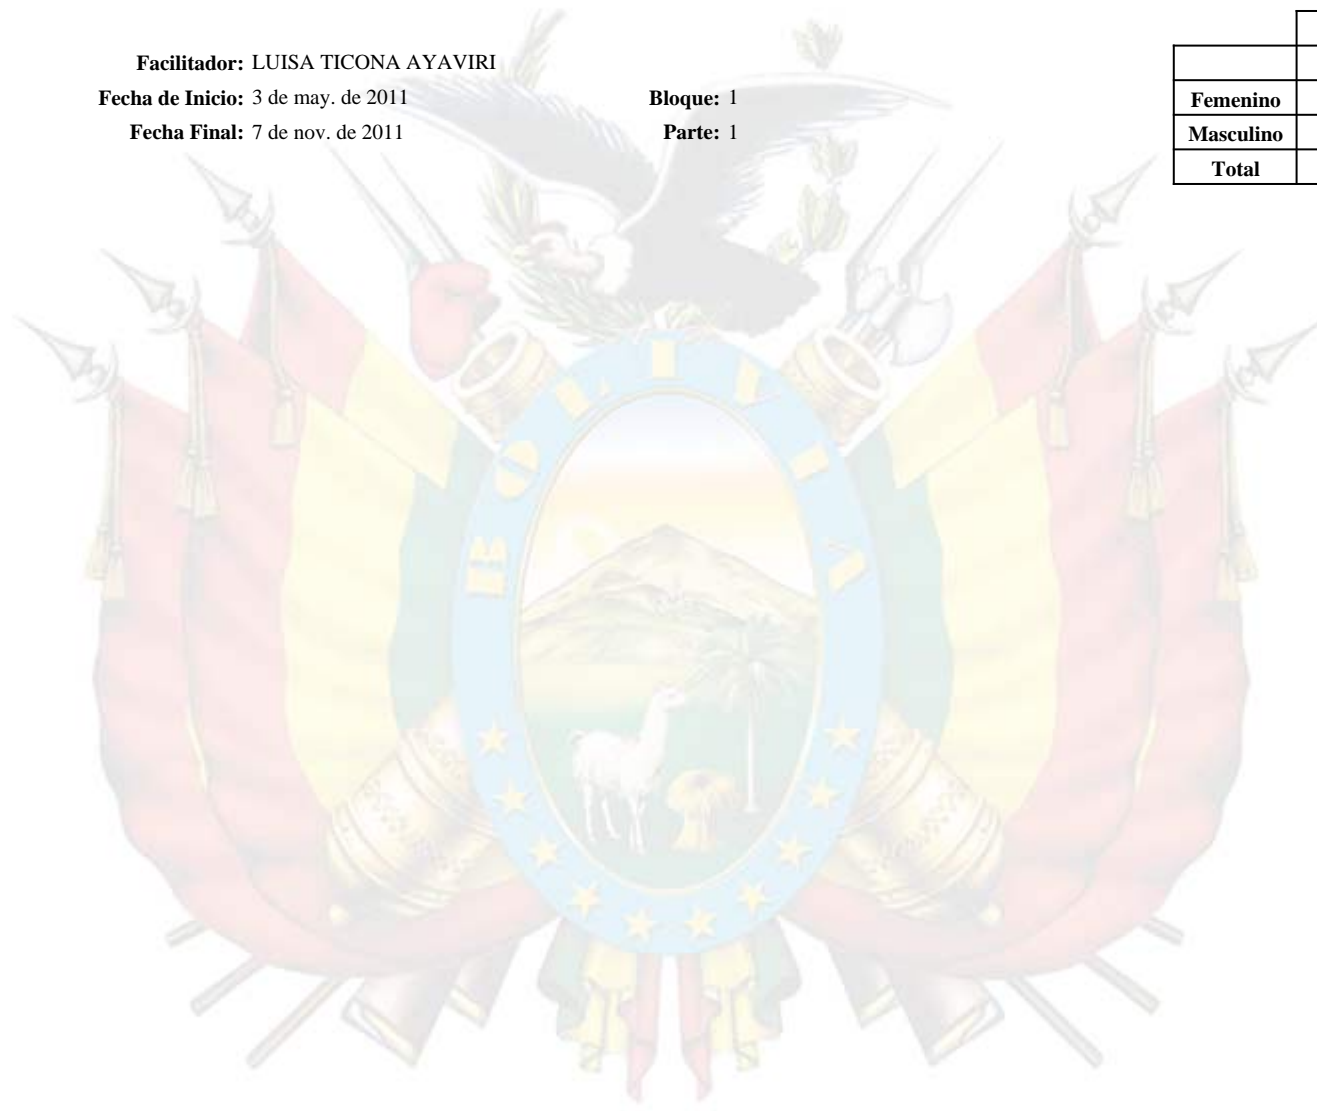 Facilitador: LUISA TICONA AYAVIRI
Fecha de Inicio: 3 de may. de 2011
Bloque: 1
Fecha Final: 7 de nov. de 2011
Parte: 1
Femenino
Masculino
Total
BOLIVIA